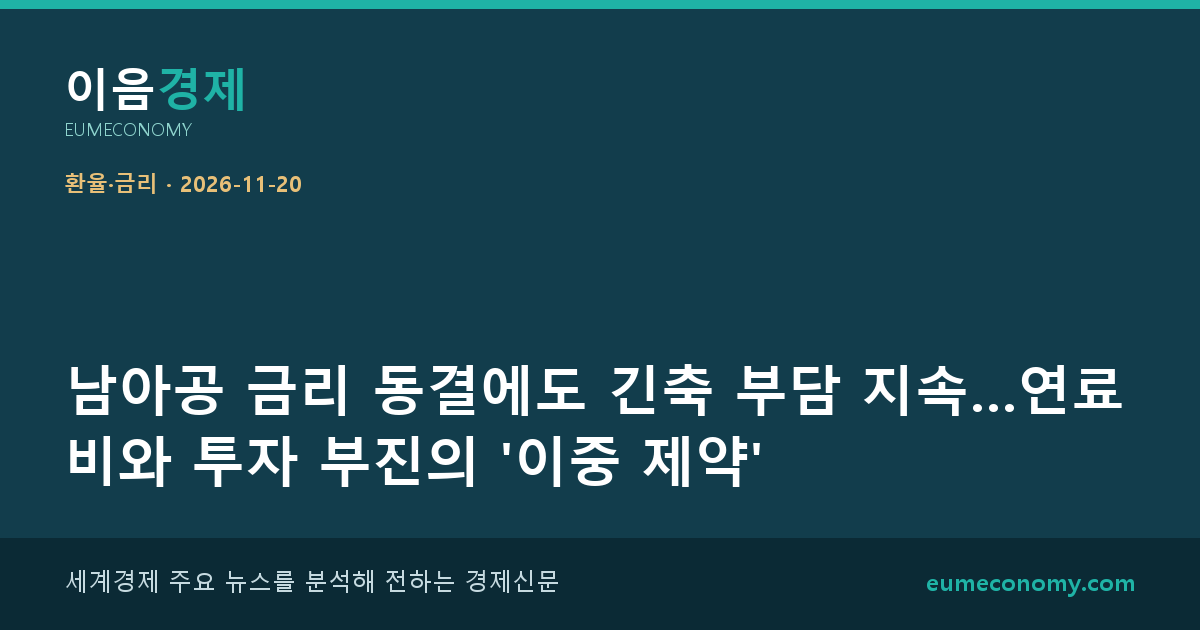 이음경제
EUMECONOMY
환율·금리 · 2026-11-20
남아공 금리 동결에도 긴축 부담 지속…연료
비와 투자 부진의 '이중 제약'
세계경제 주요 뉴스를 분석해 전하는 경제신문
eumeconomy.com